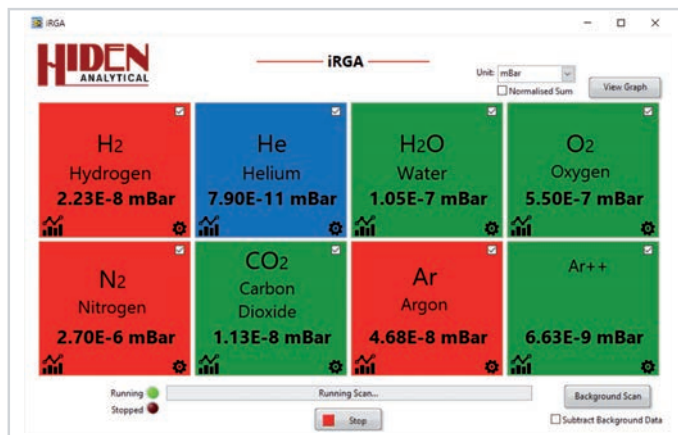 iRGA
HIDEN
ANALYTICAL
iRGA
Unit: mBar
Normalised Sum
View Graph
H2
Hydrogen
2.23E-8 mBar
He
Helium
7.90E-11 mBar
H2O
Water
1.05E-7 mBar
O2
Oxygen
5.50E-7 mBar
N2
Nitrogen
2.70E-6 mBar
CO2
Carbon
Dioxide
1.13E-8 mBar
Ar
Argon
4.68E-8 mBar
Ar++
6.63E-9 mBar
Running
Running Scan...
Background Scan
Stopped
Stop
Subtract Background Data